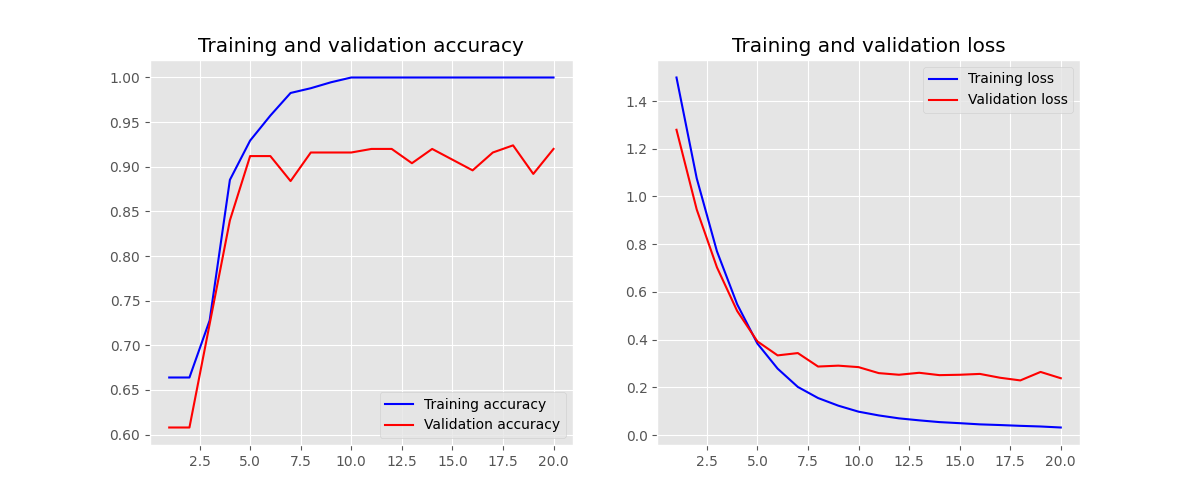 Training and validation accuracy
1.00
0.95
0.90
0.85
0.80
0.75
0.70
0.65
0.60
Training accuracy
Validation accuracy
2.5 5.0 7.5 10.0 12.5 15.0 17.5 20.0
Training and validation loss
Training loss
Validation loss
1.4
1.2
1.0
0.8
0.6
0.4
0.2
0.0
2.5 5.0 7.5 10.0 12.5 15.0 17.5 20.0